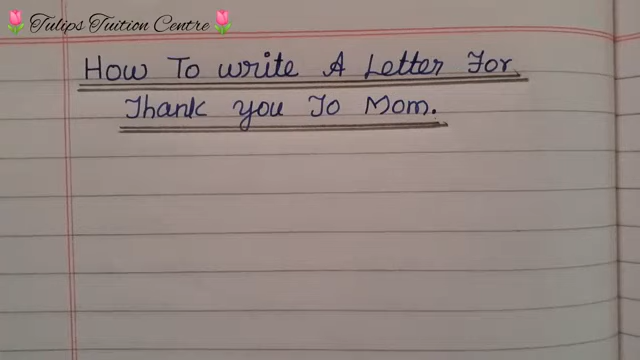 🌷Tulips Tuition Centre🌷
How To write A Letter For
Thank you To Mom.